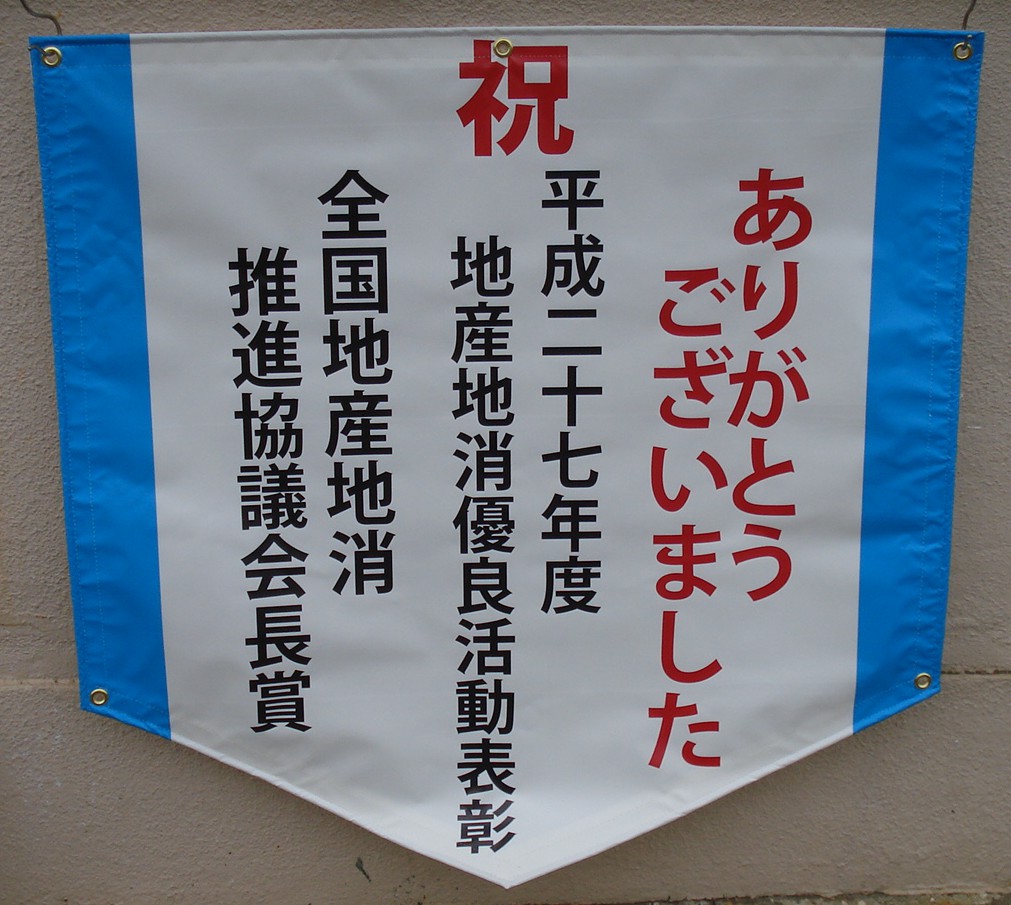 祝
ありがとう
ございました
平成二十七年度
地産地消優良活動表彰
全国地産地消
推進協議会長賞